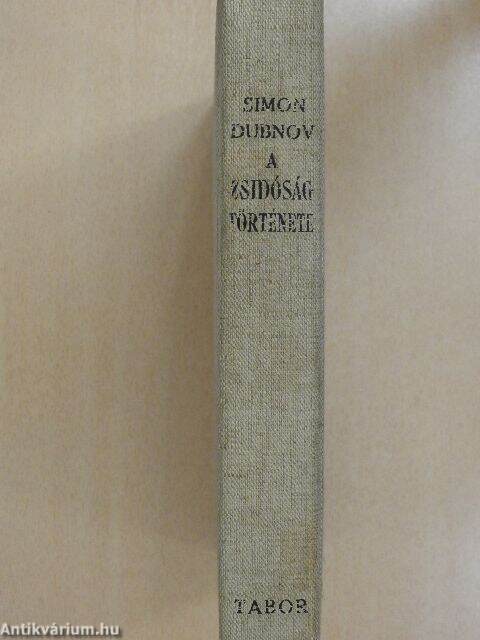 SIMON
DUBNOV
A
ZSIDÓSÁG
TÖRTÉNETE
TABOR
Antikvárium.hu